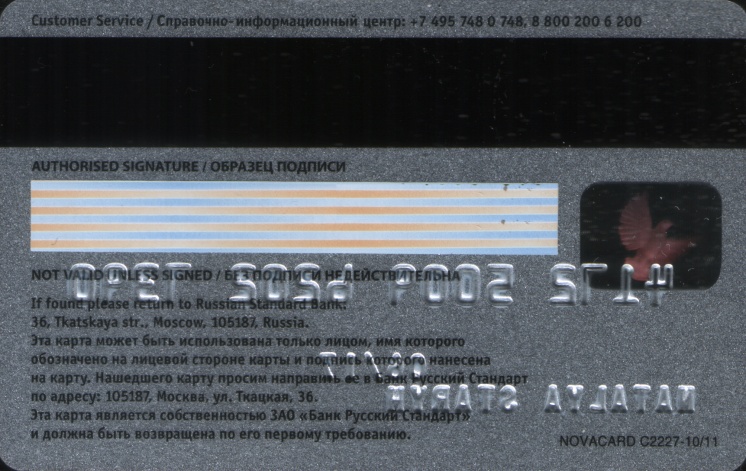 Customer Service / Справочно-информационный центр: +7 495 748 0 748, 8 800 200 6 200
AUTHORISED SIGNATURE / ОБРАЗЕЦ ПОДПИСИ
NOT VALID UNLESS SIGNED / БЕЗ ПОДПИСИ НЕДЕЙСТВИТЕЛЬНА
If found please return to Russian Standard Bank:
36, Tkatskaya str., Moscow, 105187, Russia.
Эта карта может быть использована только лицом, имя которого
обозначено на лицевой стороне карты и подпись которого нанесена
на карту. Нашедшего карту просим направить ее в Банк Русский Стандарт
по адресу: 105187, Москва, ул. Ткацкая, 36.
NATALYA
Эта карта является собственностью ЗАО «Банк Русский Стандарт»
и должна быть возвращена по его первому требованию.
NOVACARD C2227-10/11